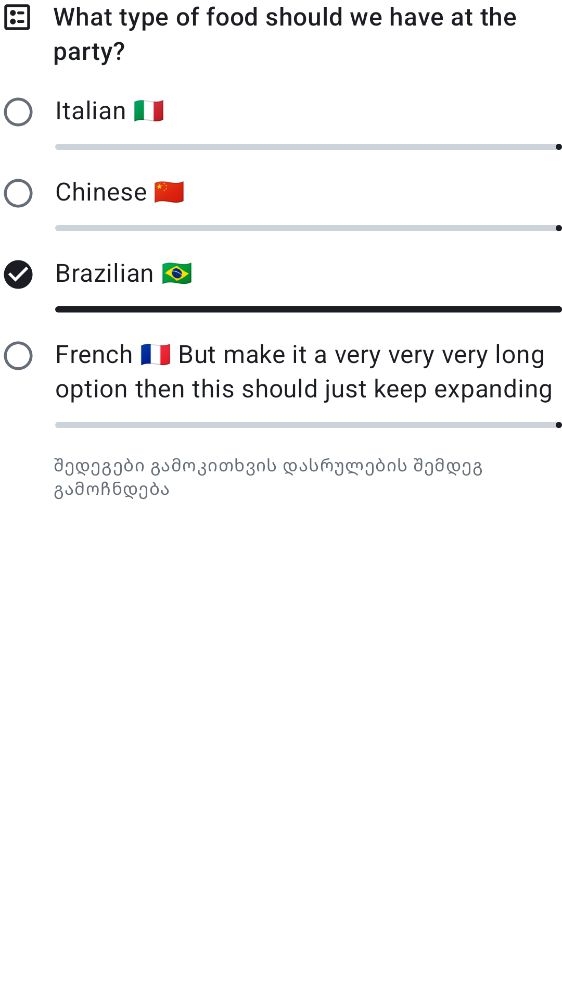 What type of food should we have at the
party?
Italian 🇮🇹
Chinese 🇨🇳
Brazilian 🇧🇷
French 🇫🇷 But make it a very very very long
option then this should just keep expanding
შედეგები გამოკითხვის დასრულების შემდეგ
გამოჩნდება